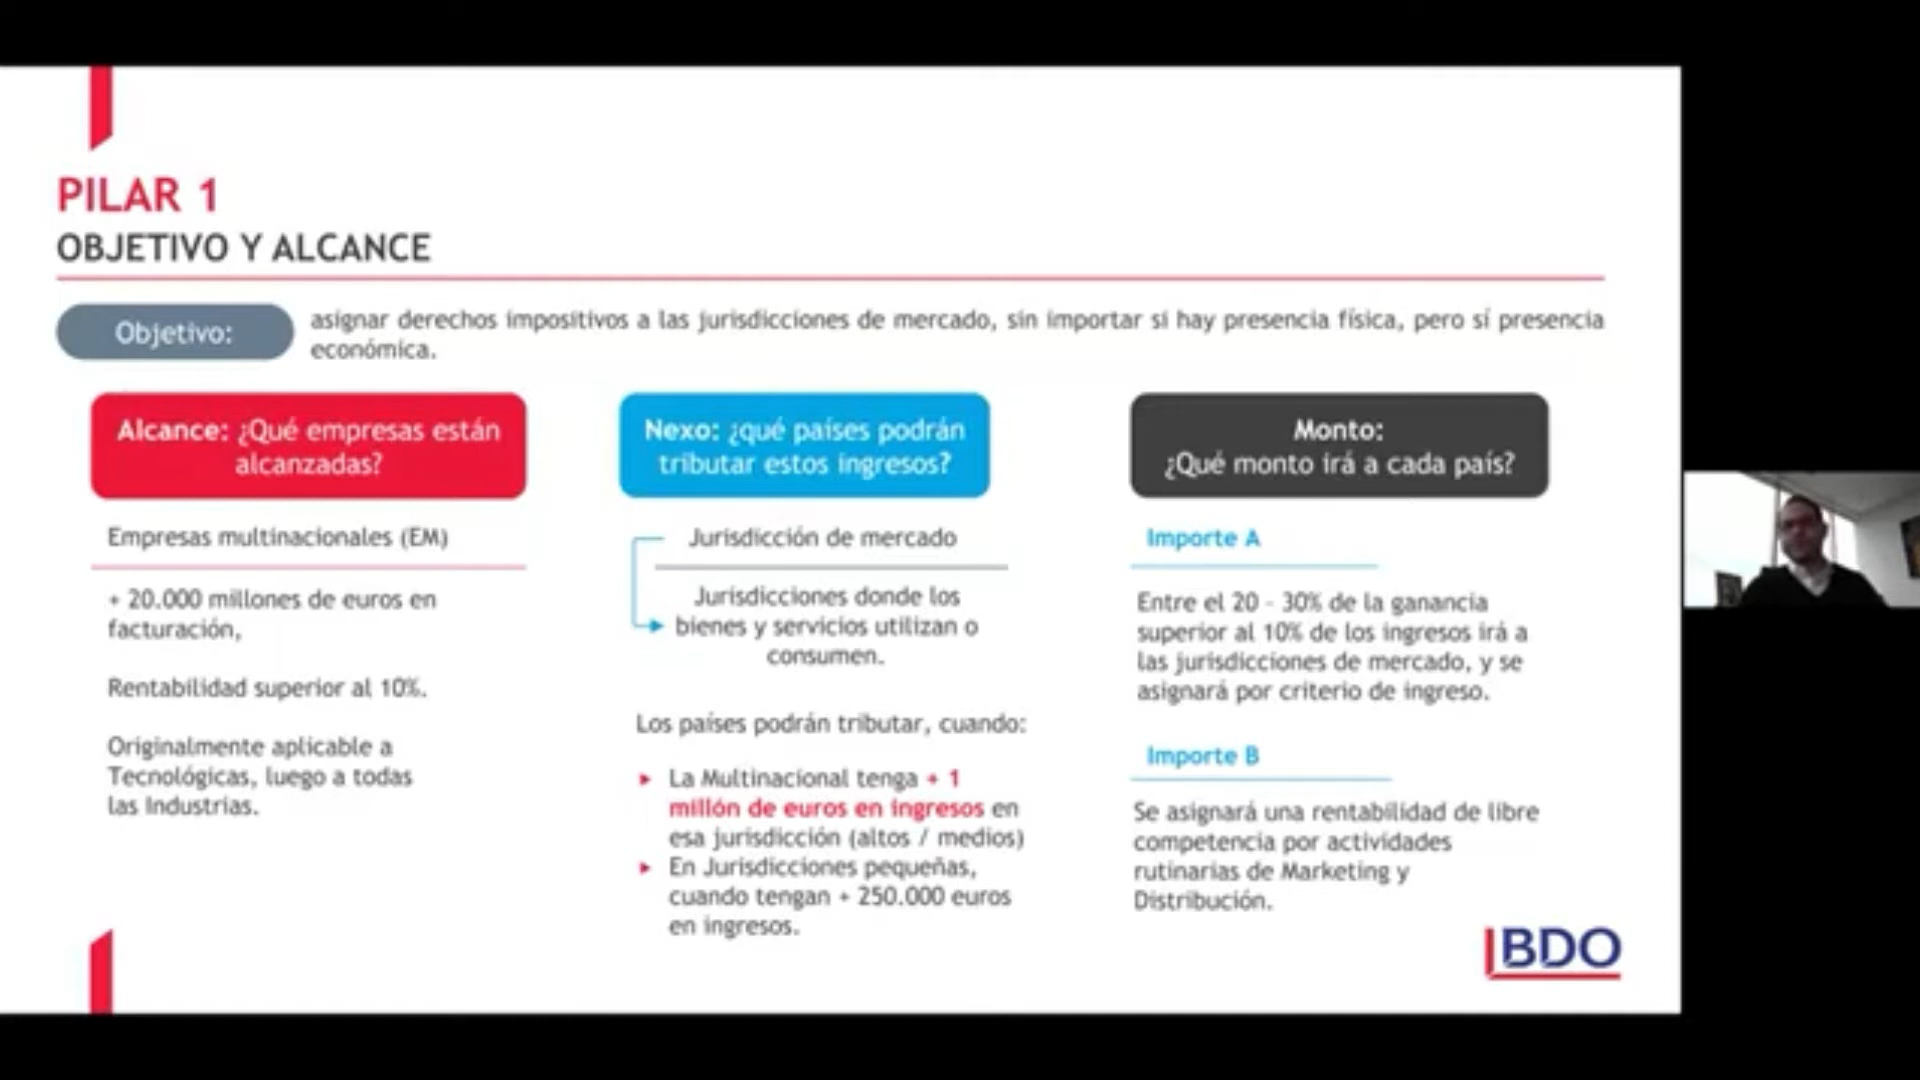 PILAR 1
OBJETIVO Y ALCANCE
Objetivo:
asignar derechos impositivos a las jurisdicciones de mercado, sin importar si hay presencia física, pero sí presencia
económica.
Alcance: ¿Qué empresas están
alcanzadas?
Empresas multinacionales (EM)
+ 20.000 millones de euros en
facturación,
Rentabilidad superior al 10%.
Originalmente aplicable a
Tecnológicas, luego a todas
las Industrias.
Nexo: ¿qué países podrán
tributar estos ingresos?
Jurisdicción de mercado
Jurisdicciones donde los
bienes y servicios utilizan o
consumen.
Los países podrán tributar, cuando:
La Multinacional tenga + 1
millón de euros en ingresos en
esa jurisdicción (altos / medios)
En Jurisdicciones pequeñas,
cuando tengan + 250.000 euros
en ingresos.
Monto:
¿Qué monto irá a cada país?
Importe A
Entre el 20 - 30% de la ganancia
superior al 10% de los ingresos irá a
las jurisdicciones de mercado, y se
asignará por criterio de ingreso.
Importe B
Se asignará una rentabilidad de libre
competencia por actividades
rutinarias de Marketing y
Distribución.
BDO